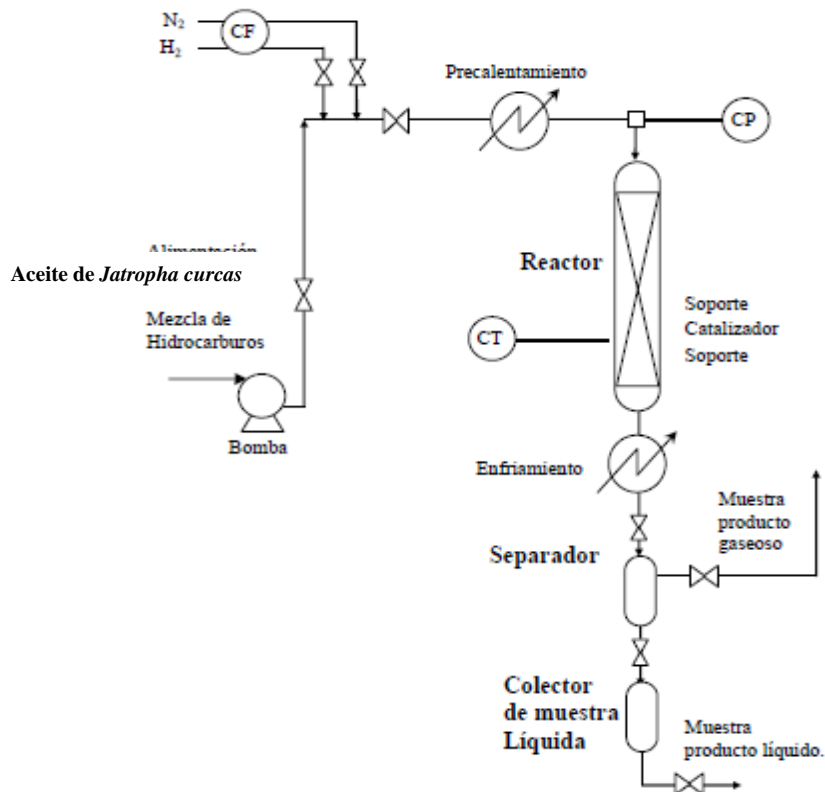 N2
H2
CF
Precalentamiento
CP
Aceite de Jatropha curcas
Mezcla de
Hidrocarburos
Bomba
Reactor
CT
Soporte
Catalizador
Soporte
Enfriamiento
Separador
Muestra
producto
gaseoso
Colector
de muestra
Líquida
Muestra
producto líquido.